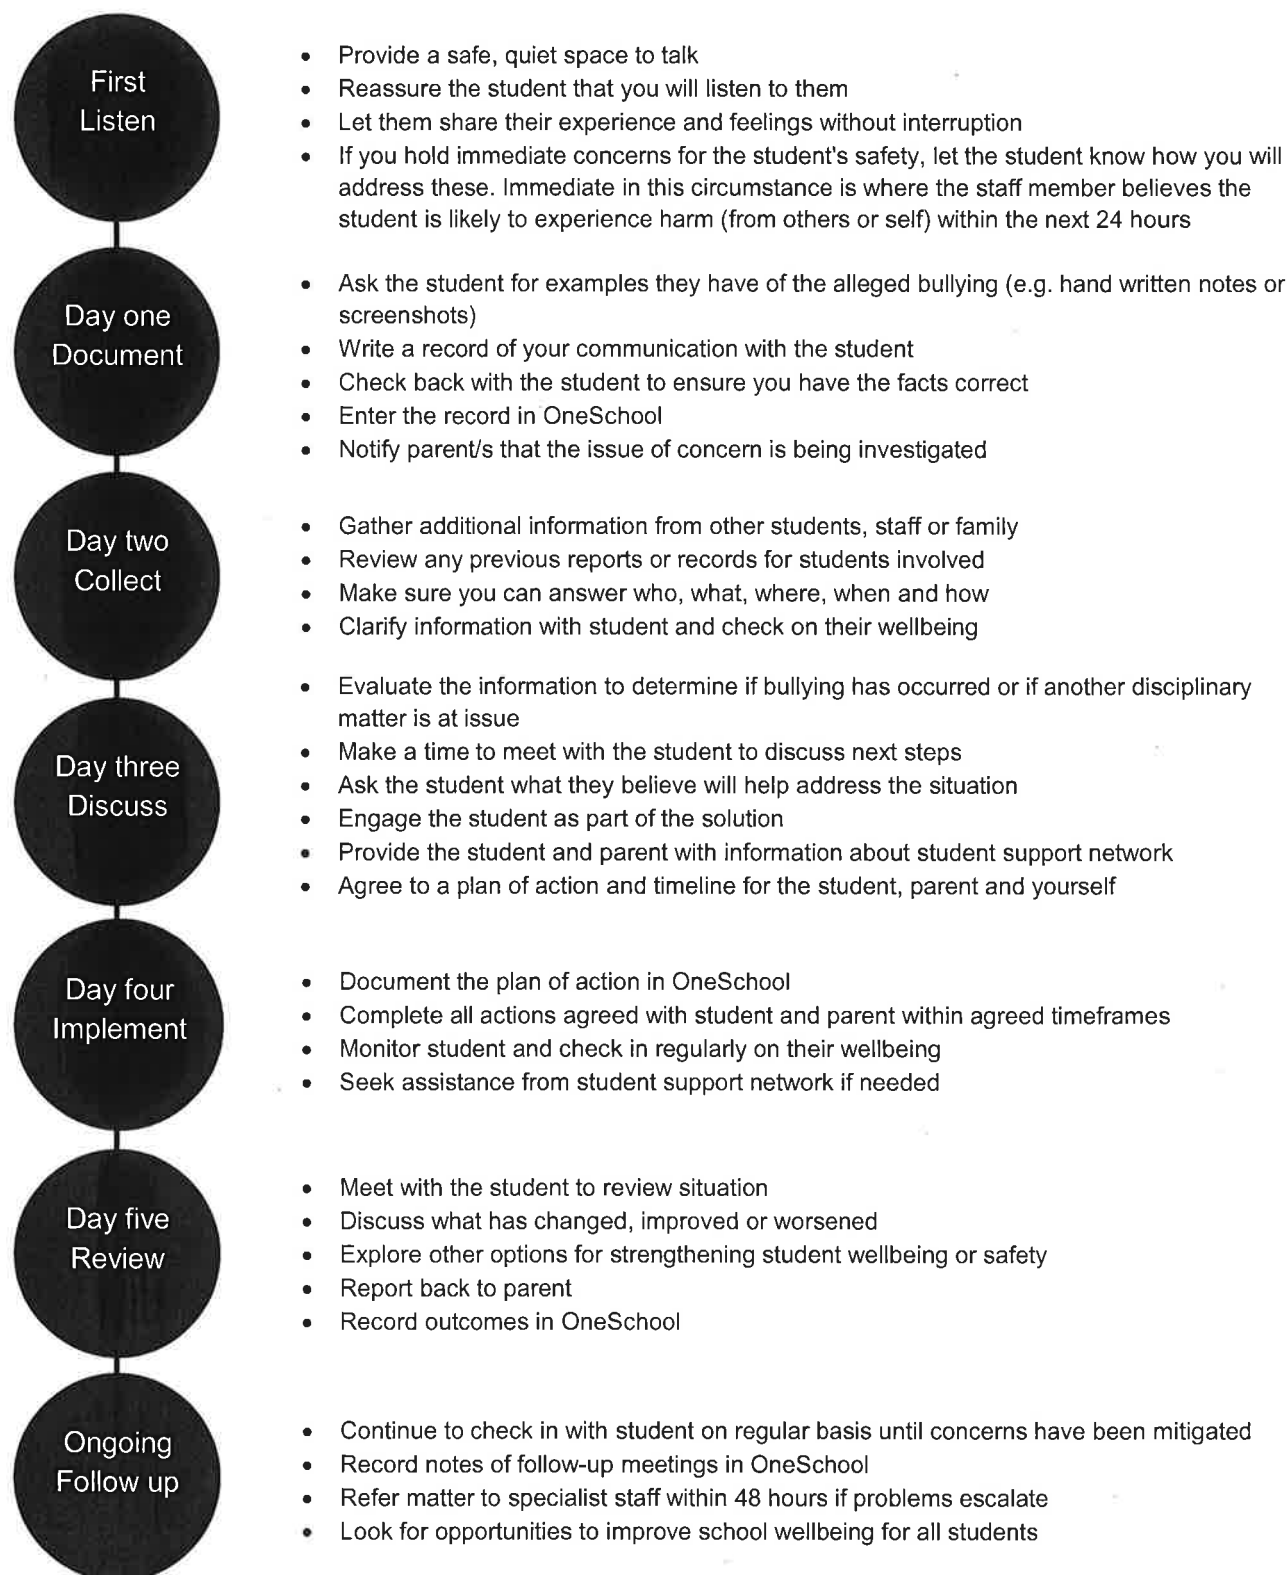 First
Listen
• Provide a safe, quiet space to talk
• Reassure the student that you will listen to them
• Let them share their experience and feelings without interruption
• If you hold immediate concerns for the student's safety, let the student know how you will
address these. Immediate in this circumstance is where the staff member believes the
student is likely to experience harm (from others or self) within the next 24 hours
Day one
Document
• Ask the student for examples they have of the alleged bullying (e.g. hand written notes or
screenshots)
• Write a record of your communication with the student
• Check back with the student to ensure you have the facts correct
• Enter the record in OneSchool
• Notify parent/s that the issue of concern is being investigated
Day two
Collect
• Gather additional information from other students, staff or family
• Review any previous reports or records for students involved
• Make sure you can answer who, what, where, when and how
• Clarify information with student and check on their wellbeing
Day three
Discuss
• Evaluate the information to determine if bullying has occurred or if another disciplinary
matter is at issue
• Make a time to meet with the student to discuss next steps
• Ask the student what they believe will help address the situation
• Engage the student as part of the solution
• Provide the student and parent with information about student support network
• Agree to a plan of action and timeline for the student, parent and yourself
Day four
Implement
• Document the plan of action in OneSchool
• Complete all actions agreed with student and parent within agreed timeframes
• Monitor student and check in regularly on their wellbeing
• Seek assistance from student support network if needed
Day five
Review
• Meet with the student to review situation
• Discuss what has changed, improved or worsened
• Explore other options for strengthening student wellbeing or safety
• Report back to parent
• Record outcomes in OneSchool
Ongoing
Follow up
• Continue to check in with student on regular basis until concerns have been mitigated
• Record notes of follow-up meetings in OneSchool
• Refer matter to specialist staff within 48 hours if problems escalate
• Look for opportunities to improve school wellbeing for all students